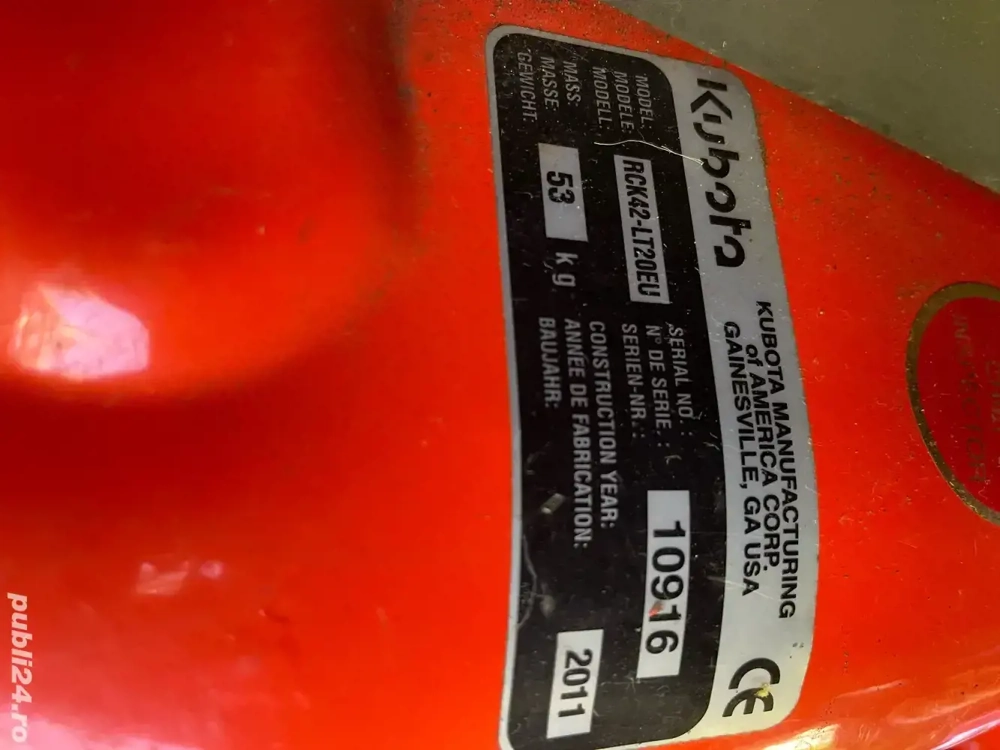 Kubota
KUBOTA MANUFACTURING
of AMERICA CORP.
GAINESVILLE, GA USA
CE
MODEL:
MODELE:
MODELL:
RCK42-LT20EU
SERIAL NO.:
N° DE SERIE.:
SERIEN-NR.:
10916
MASS:
MASSE:
GEWICHT:
53 kg
CONSTRUCTION YEAR:
ANNEE DE FABRICATION:
BAUJAHR:
2011
publi24.ro